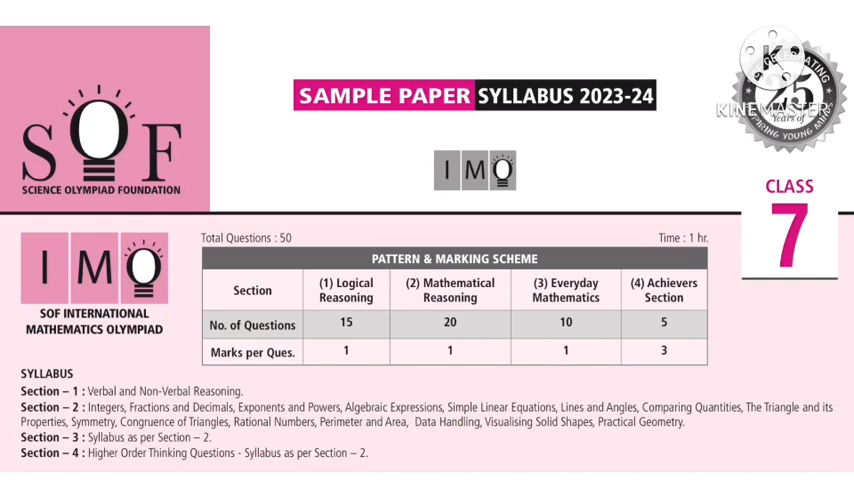 SAMPLE PAPER SYLLABUS 2023-24
CELEBRATING
K
25
KINEMASTER
Years of
INSPIRING YOUNG MINDS
SOF
SCIENCE OLYMPIAD FOUNDATION
IMO
CLASS
7
Total Questions : 50 Time : 1 hr.
PATTERN & MARKING SCHEME
Section (1) Logical Reasoning (2) Mathematical Reasoning (3) Everyday Mathematics (4) Achievers Section
No. of Questions 15 20 10 5
Marks per Ques. 1 1 1 3
IMO
SOF INTERNATIONAL
MATHEMATICS OLYMPIAD
SYLLABUS
Section – 1 : Verbal and Non-Verbal Reasoning.
Section – 2 : Integers, Fractions and Decimals, Exponents and Powers, Algebraic Expressions, Simple Linear Equations, Lines and Angles, Comparing Quantities, The Triangle and its
Properties, Symmetry, Congruence of Triangles, Rational Numbers, Perimeter and Area, Data Handling, Visualising Solid Shapes, Practical Geometry.
Section – 3 : Syllabus as per Section – 2.
Section – 4 : Higher Order Thinking Questions - Syllabus as per Section – 2.